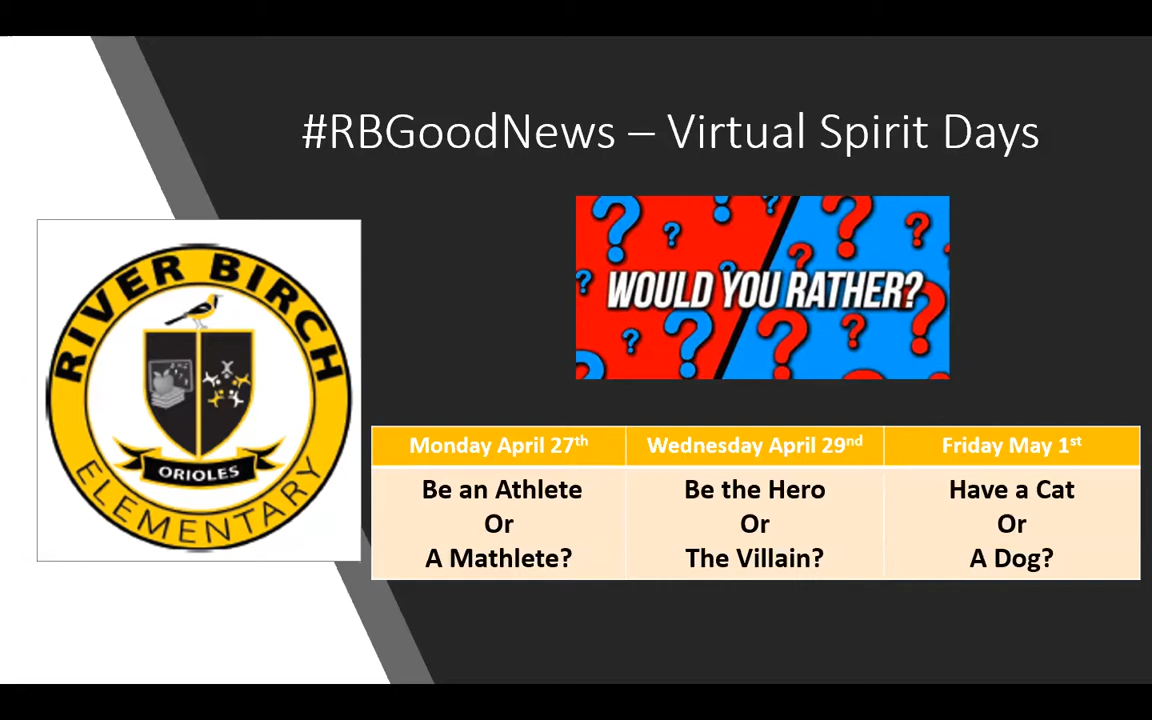 #RBGoodNews – Virtual Spirit Days
WOULD YOU RATHER?
RIVER BIRCH
ORIOLES
ELEMENTARY
Monday April 27th
Wednesday April 29nd
Friday May 1st
Be an Athlete
Or
A Mathlete?
Be the Hero
Or
The Villain?
Have a Cat
Or
A Dog?